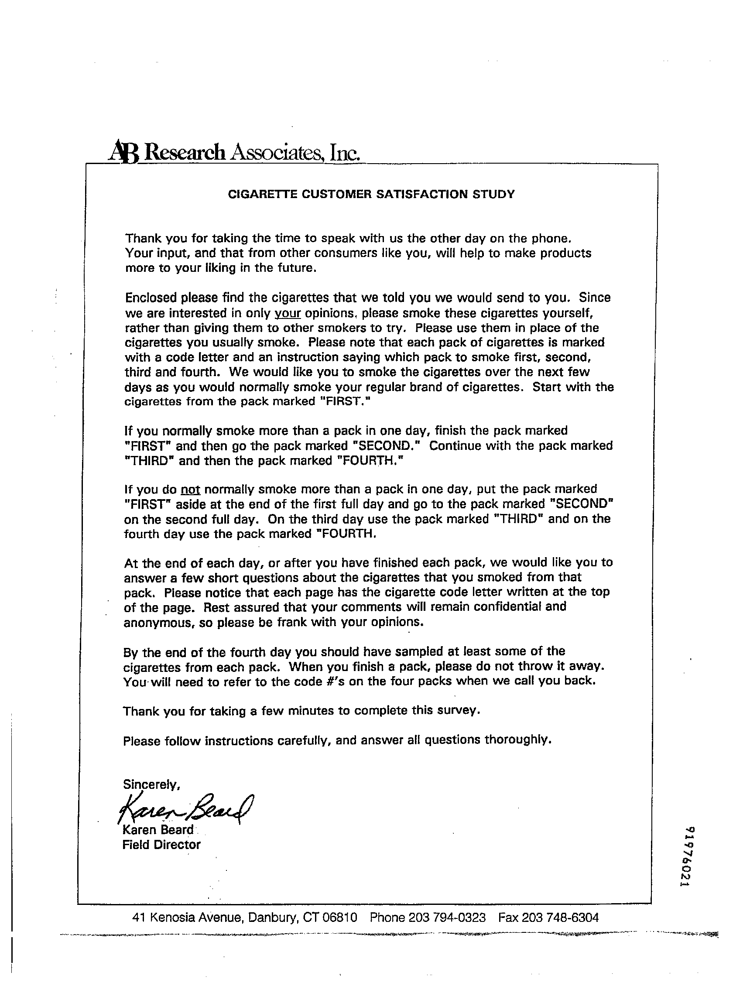 AB Research Associates, Inc.
CIGARETTE CUSTOMER SATISFACTION STUDY
Thank you for taking the time to speak with us the other day on the phone.
Your input, and that from other consumers like you, will help to make products
more to your liking in the future.
Enclosed please find the cigarettes that we told you we would send to you. Since
we are interested in only your opinions, please smoke these cigarettes yourself,
rather than giving them to other smokers to try. Please use them in place of the
cigarettes you usually smoke. Please note that each pack of cigarettes is marked
with a code letter and an instruction saying which pack to smoke first, second,
third and fourth. We would like you to smoke the cigarettes over the next few
days as you would normally smoke your regular brand of cigarettes. Start with the
cigarettes from the pack marked "FIRST."
If you normally smoke more than a pack in one day, finish the pack marked
"FIRST" and then go the pack marked "SECOND." Continue with the pack marked
"THIRD" and then the pack marked "FOURTH."
If you do not normally smoke more than a pack in one day, put the pack marked
"FIRST" aside at the end of the first full day and go to the pack marked "SECOND"
on the second full day. On the third day use the pack marked "THIRD" and on the
fourth day use the pack marked "FOURTH.
At the end of each day, or after you have finished each pack, we would like you to
answer a few short questions about the cigarettes that you smoked from that
pack. Please notice that each page has the cigarette code letter written at the top
of the page. Rest assured that your comments will remain confidential and
anonymous, so please be frank with your opinions.
By the end of the fourth day you should have sampled at least some of the
cigarettes from each pack. When you finish a pack, please do not throw it away.
You will need to refer to the code #'s on the four packs when we call you back.
Thank you for taking a few minutes to complete this survey.
Please follow instructions carefully, and answer all questions thoroughly.
Sincerely,
Karen Beard
Karen Beard
Field Director
91976021
41 Kenosia Avenue, Danbury, CT 06810 Phone 203 794-0323 Fax 203 748-6304